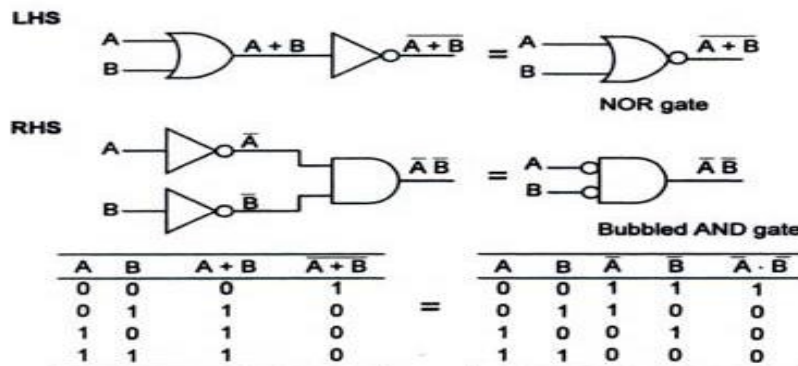 LHS
A
B
A + B
A̅ ̅+̅ ̅B̅
=
A
B
A̅ ̅+̅ ̅B̅
NOR gate
RHS
A
A̅
B
B̅
A̅ B̅
=
A
B
A̅ B̅
Bubbled AND gate
A B A + B A̅ ̅+̅ ̅B̅
0 0 0 1
0 1 1 0
1 0 1 0
1 1 1 0
=
A B A̅ B̅ A̅ · B̅
0 0 1 1 1
0 1 1 0 0
1 0 0 1 0
1 1 0 0 0